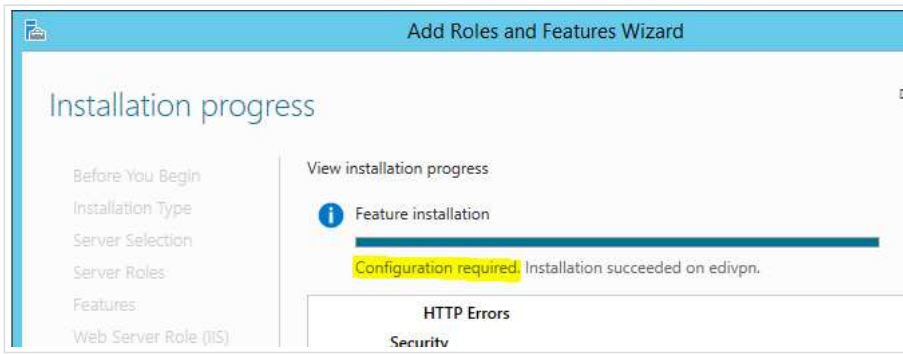 Add Roles and Features Wizard
Installation progress
Before You Begin
Installation Type
Server Selection
Server Roles
Features
Web Server Role (IIS)
View installation progress
Feature installation
Configuration required. Installation succeeded on edivpn.
HTTP Errors
Security